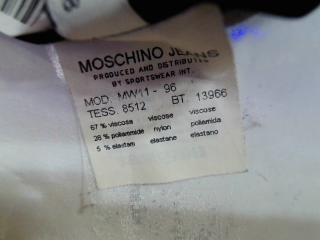 MOSCHINO JEANS
PRODUCED AND DISTRIBUTED
BY SPORTSWEAR INT.
MOD. MW11 - 96
TESS. 8512 BT. 13966
67 % viscosa viscose viscose
28 % poliammide nylon poliamida
5 % elastam elastane elastano